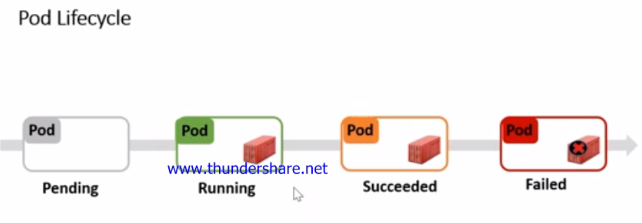 Pod Lifecycle
Pod
Pod
Pod
Pod
www.thundershare.net
Pending
Running
Succeeded
Failed